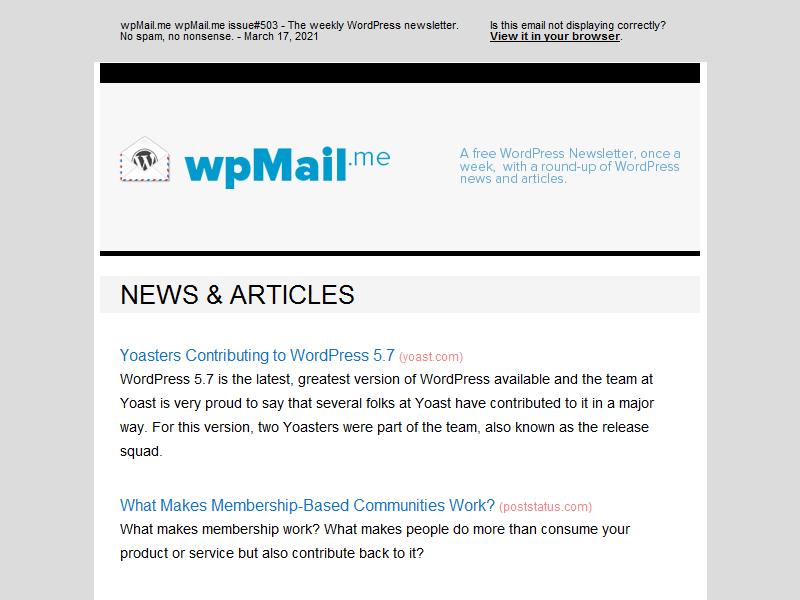 wpMail.me wpMail.me issue#503 - The weekly WordPress newsletter.
No spam, no nonsense. - March 17, 2021
Is this email not displaying correctly?
View it in your browser.
wpMail.me
A free WordPress Newsletter, once a
week, with a round-up of WordPress
news and articles.
NEWS & ARTICLES
Yoasters Contributing to WordPress 5.7 (yoast.com)
WordPress 5.7 is the latest, greatest version of WordPress available and the team at
Yoast is very proud to say that several folks at Yoast have contributed to it in a major
way. For this version, two Yoasters were part of the team, also known as the release
squad.
What Makes Membership-Based Communities Work? (poststatus.com)
What makes membership work? What makes people do more than consume your
product or service but also contribute back to it?